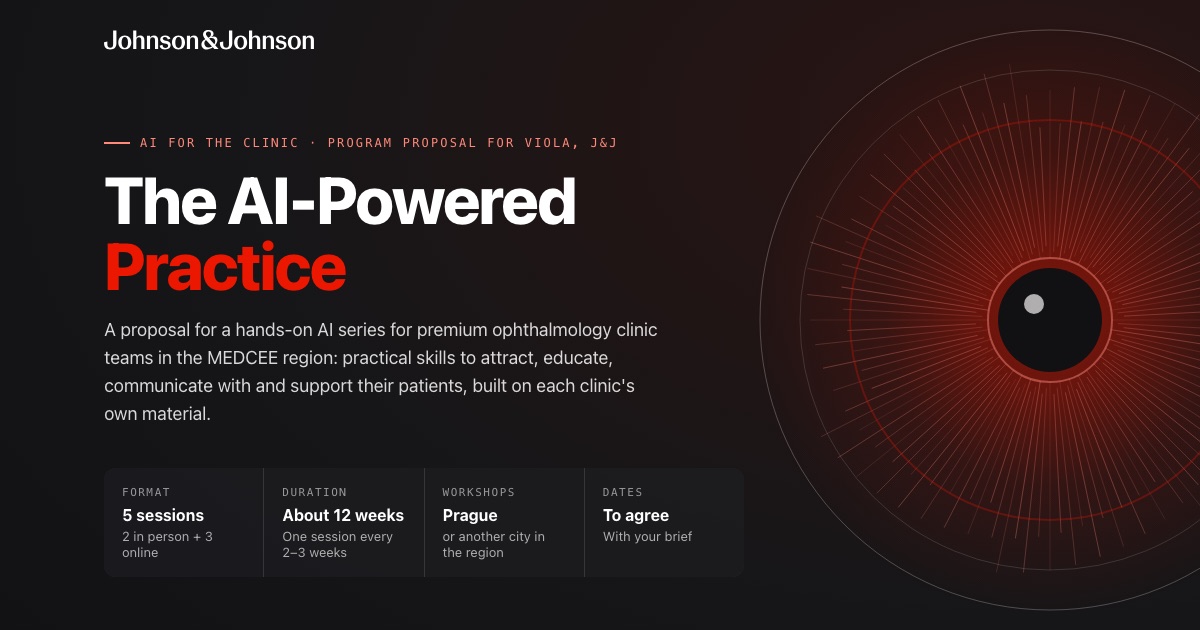 Johnson&Johnson
AI FOR THE CLINIC · PROGRAM PROPOSAL FOR VIOLA, J&J
The AI-Powered
Practice
A proposal for a hands-on AI series for premium ophthalmology clinic
teams in the MEDCEE region: practical skills to attract, educate,
communicate with and support their patients, built on each clinic's
own material.
FORMAT
5 sessions
2 in person + 3
online
DURATION
About 12 weeks
One session every
2–3 weeks
WORKSHOPS
Prague
or another city in
the region
DATES
To agree
With your brief